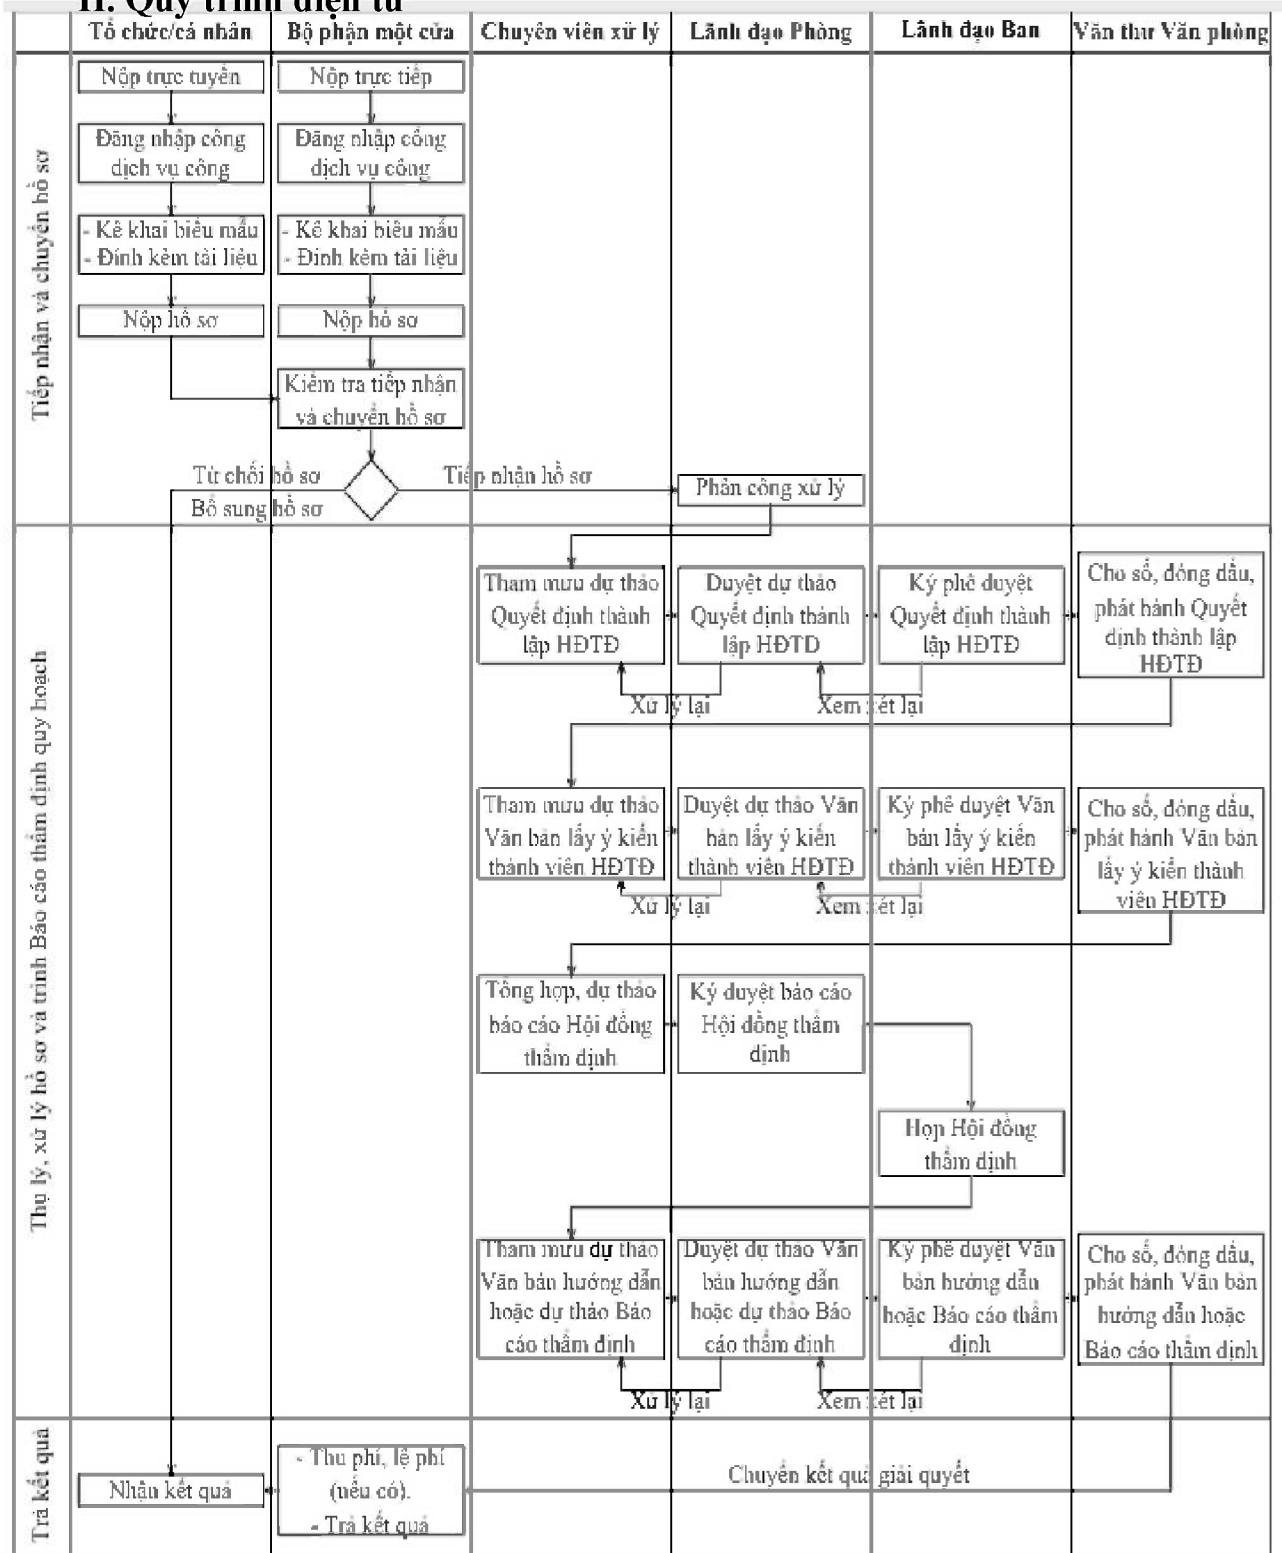 II. Quy trình điện tử
Tổ chức/cá nhân
Bộ phận một cửa
Chuyên viên xử lý
Lãnh đạo Phòng
Lãnh đạo Ban
Văn thư Văn phòng
Tiếp nhận và chuyển hồ sơ
Nộp trực tuyến
Nộp trực tiếp
Đăng nhập cổng
dịch vụ công
Đăng nhập cổng
dịch vụ công
- Kê khai biểu mẫu
- Đính kèm tài liệu
- Kê khai biểu mẫu
- Đính kèm tài liệu
Nộp hồ sơ
Nộp hồ sơ
Kiểm tra tiếp nhận
và chuyển hồ sơ
Từ chối hồ sơ
Bổ sung hồ sơ
Tiếp nhận hồ sơ
Phân công xử lý
Thụ lý, xử lý hồ sơ và trình Báo cáo thẩm định quy hoạch
Tham mưu dự thảo
Quyết định thành
lập HĐTĐ
Duyệt dự thảo
Quyết định thành
lập HĐTĐ
Ký phê duyệt
Quyết định thành
lập HĐTĐ
Cho số, đóng dấu,
phát hành Quyết
định thành lập
HĐTĐ
Xử lý lại
Xem xét lại
Tham mưu dự thảo
Văn bản lấy ý kiến
thành viên HĐTĐ
Duyệt dự thảo Văn
bản lấy ý kiến
thành viên HĐTĐ
Ký phê duyệt Văn
bản lấy ý kiến
thành viên HĐTĐ
Cho số, đóng dấu,
phát hành Văn bản
lấy ý kiến thành
viên HĐTĐ
Xử lý lại
Xem xét lại
Tổng hợp, dự thảo
báo cáo Hội đồng
thẩm định
Ký duyệt báo cáo
Hội đồng thẩm
định
Họp Hội đồng
thẩm định
Tham mưu dự thảo
Văn bản hướng dẫn
hoặc dự thảo Báo
cáo thẩm định
Duyệt dự thảo Văn
bản hướng dẫn
hoặc dự thảo Báo
cáo thẩm định
Ký phê duyệt Văn
bản hướng dẫn
hoặc Báo cáo thẩm
định
Cho số, đóng dấu,
phát hành Văn bản
hướng dẫn hoặc
Báo cáo thẩm định
Xử lý lại
Xem xét lại
Trả kết quả
Nhận kết quả
- Thu phí, lệ phí
(nếu có).
- Trả kết quả
Chuyển kết quả giải quyết